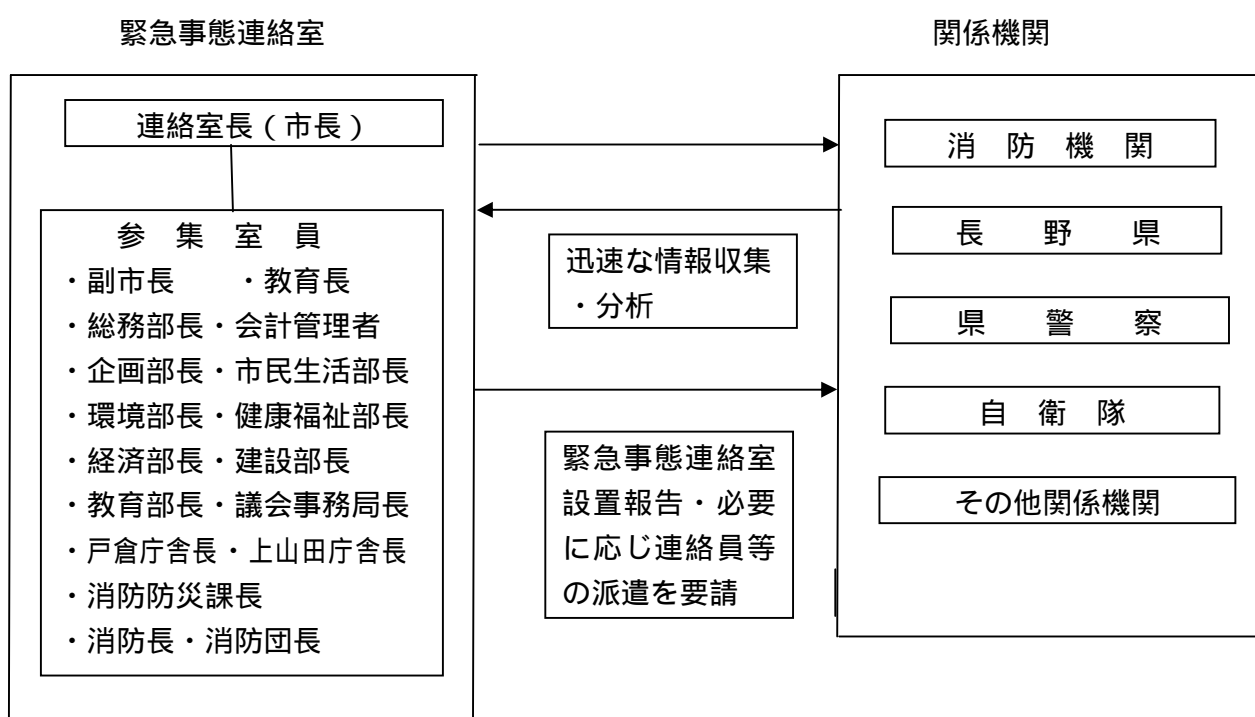 緊急事態連絡室
関係機関
連絡室長（市長）
参　集　室　員
・副市長　　・教育長
・総務部長・会計管理者
・企画部長・市民生活部長
・環境部長・健康福祉部長
・経済部長・建設部長
・教育部長・議会事務局長
・戸倉庁舎長・上山田庁舎長
・消防防災課長
・消防長・消防団長
迅速な情報収集
・分析
緊急事態連絡室
設置報告・必要
に応じ連絡員等
の派遣を要請
消　防　機　関
長　野　県
県　警　察
自　衛　隊
その他関係機関